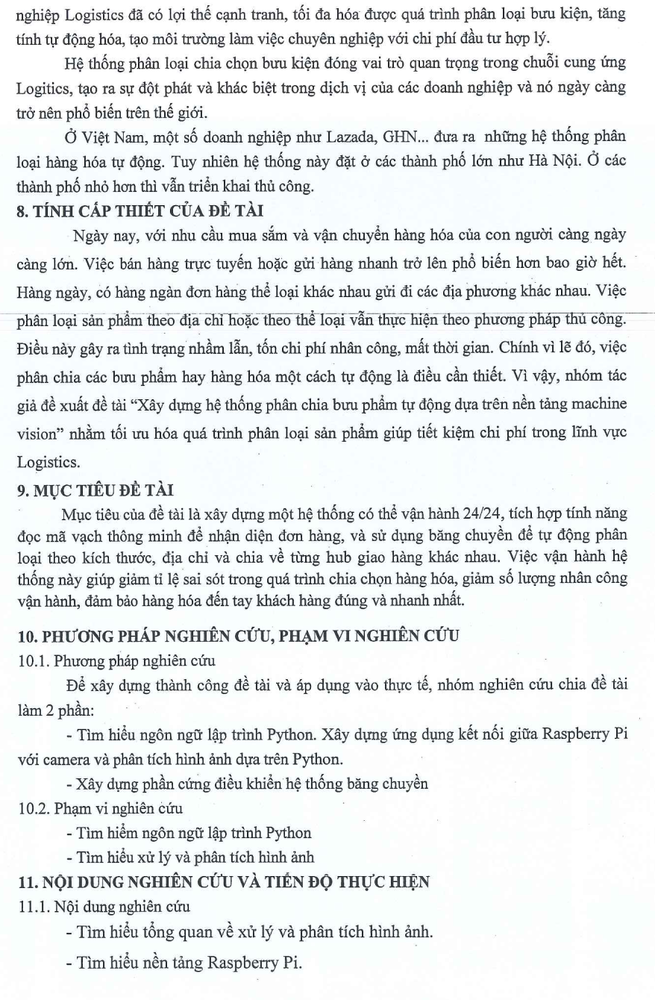 nghiệp Logistics đã có lợi thế cạnh tranh, tối đa hóa được quá trình phân loại bưu kiện, tăng
tính tự động hóa, tạo môi trường làm việc chuyên nghiệp với chi phí đầu tư hợp lý.
Hệ thống phân loại chia chọn bưu kiện đóng vai trò quan trọng trong chuỗi cung ứng
Logitics, tạo ra sự đột phát và khác biệt trong dịch vị của các doanh nghiệp và nó ngày càng
trở nên phổ biến trên thế giới.
Ở Việt Nam, một số doanh nghiệp như Lazada, GHN... đưa ra những hệ thống phân
loại hàng hóa tự động. Tuy nhiên hệ thống này đặt ở các thành phố lớn như Hà Nội. Ở các
thành phố nhỏ hơn thì vẫn triển khai thủ công.
8. TÍNH CẤP THIẾT CỦA ĐỀ TÀI
Ngày nay, với nhu cầu mua sắm và vận chuyển hàng hóa của con người càng ngày
càng lớn. Việc bán hàng trực tuyến hoặc gửi hàng nhanh trở lên phổ biến hơn bao giờ hết.
Hàng ngày, có hàng ngàn đơn hàng thể loại khác nhau gửi đi các địa phương khác nhau. Việc
phân loại sản phẩm theo địa chỉ hoặc theo thể loại vẫn thực hiện theo phương pháp thủ công.
Điều này gây ra tình trạng nhầm lẫn, tốn chi phí nhân công, mất thời gian. Chính vì lẽ đó, việc
phân chia các bưu phẩm hay hàng hóa một cách tự động là điều cần thiết. Vì vậy, nhóm tác
giả đề xuất đề tài “Xây dựng hệ thống phân chia bưu phẩm tự động dựa trên nền tảng machine
vision” nhằm tối ưu hóa quá trình phân loại sản phẩm giúp tiết kiệm chi phí trong lĩnh vực
Logistics.
9. MỤC TIÊU ĐỀ TÀI
Mục tiêu của đề tài là xây dựng một hệ thống có thể vận hành 24/24, tích hợp tính năng
đọc mã vạch thông minh để nhận diện đơn hàng, và sử dụng băng chuyền để tự động phân
loại theo kích thước, địa chỉ và chia về từng hub giao hàng khác nhau. Việc vận hành hệ
thống này giúp giảm tỉ lệ sai sót trong quá trình chia chọn hàng hóa, giảm số lượng nhân công
vận hành, đảm bảo hàng hóa đến tay khách hàng đúng và nhanh nhất.
10. PHƯƠNG PHÁP NGHIÊN CỨU, PHẠM VI NGHIÊN CỨU
10.1. Phương pháp nghiên cứu
Để xây dựng thành công đề tài và áp dụng vào thực tế, nhóm nghiên cứu chia đề tài
làm 2 phần:
- Tìm hiểu ngôn ngữ lập trình Python. Xây dựng ứng dụng kết nối giữa Raspberry Pi
với camera và phân tích hình ảnh dựa trên Python.
- Xây dựng phần cứng điều khiển hệ thống băng chuyền
10.2. Phạm vi nghiên cứu
- Tìm hiểm ngôn ngữ lập trình Python
- Tìm hiểu xử lý và phân tích hình ảnh
11. NỘI DUNG NGHIÊN CỨU VÀ TIẾN ĐỘ THỰC HIỆN
11.1. Nội dung nghiên cứu
- Tìm hiểu tổng quan về xử lý và phân tích hình ảnh.
- Tìm hiểu nền tảng Raspberry Pi.